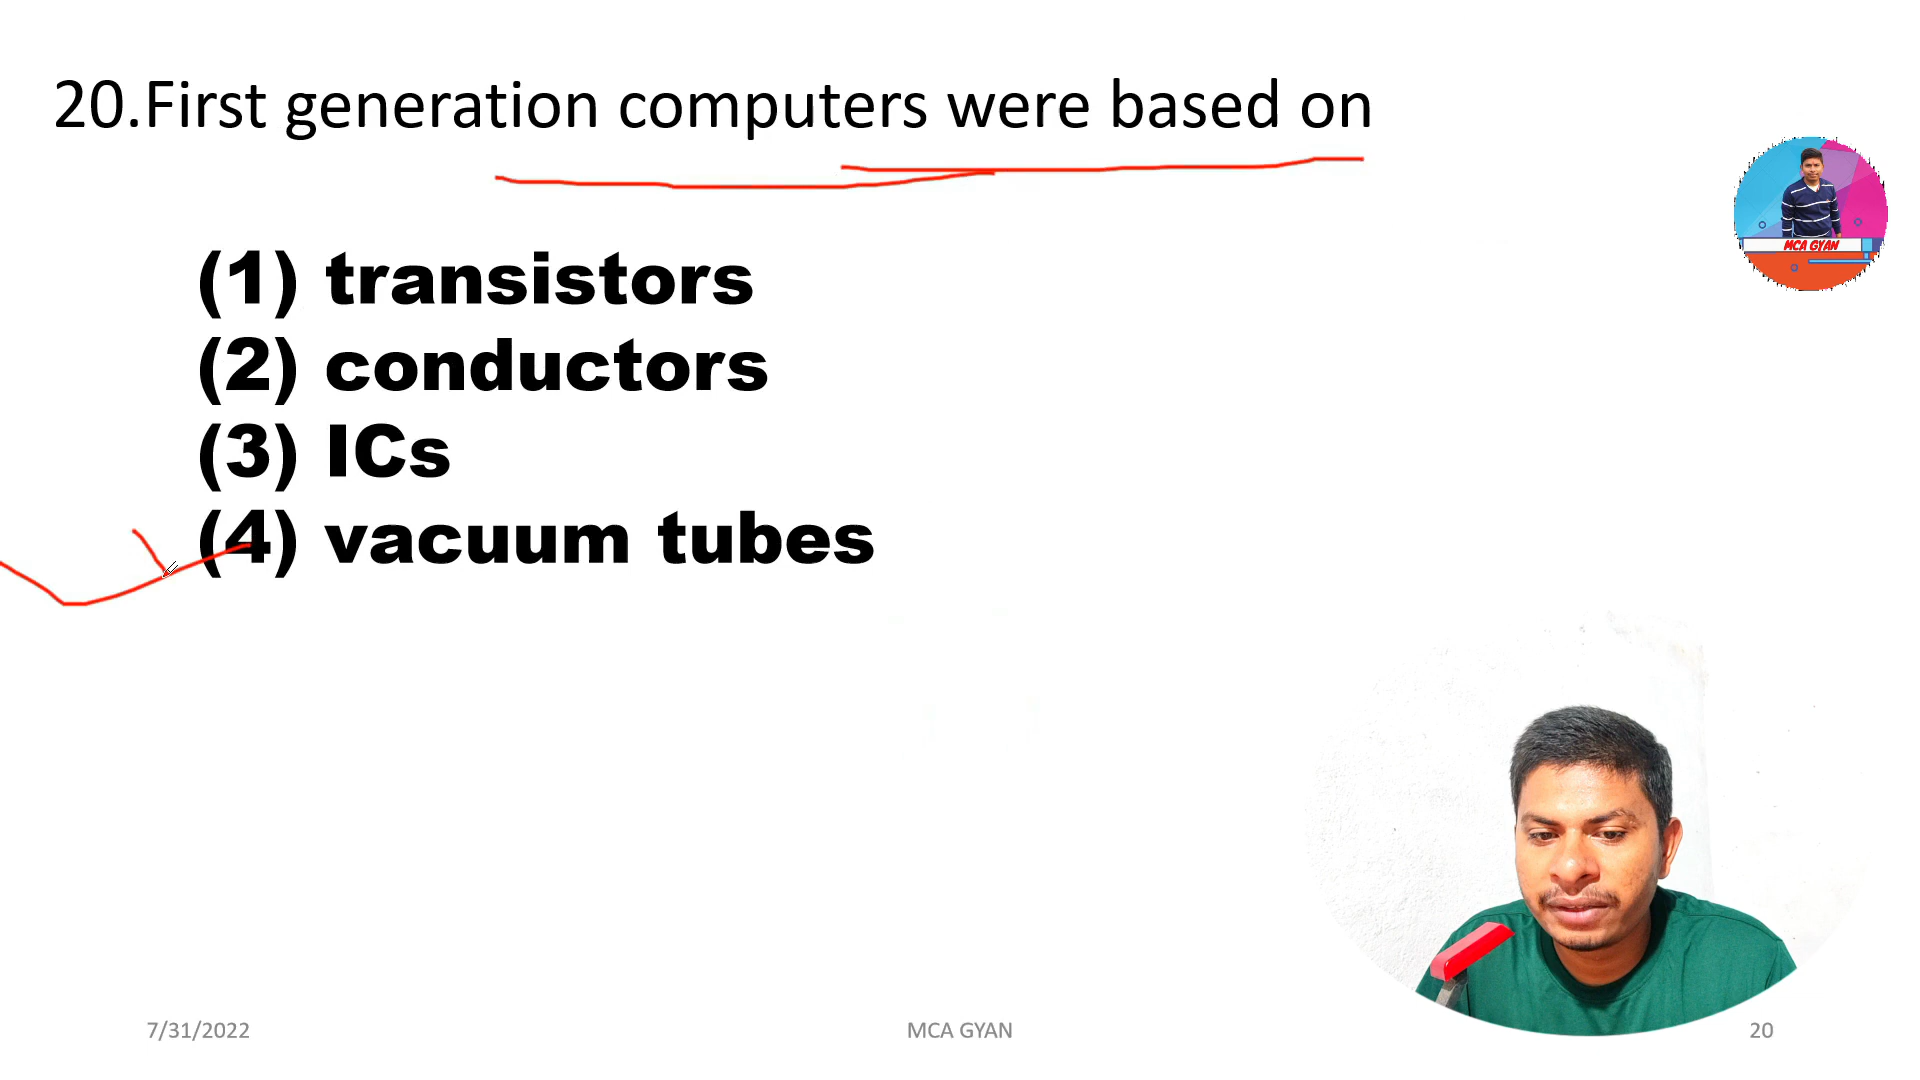 20.First generation computers were based on
MCA GYAN
(1) transistors
(2) conductors
(3) ICs
(4) vacuum tubes
7/31/2022
MCA GYAN
20